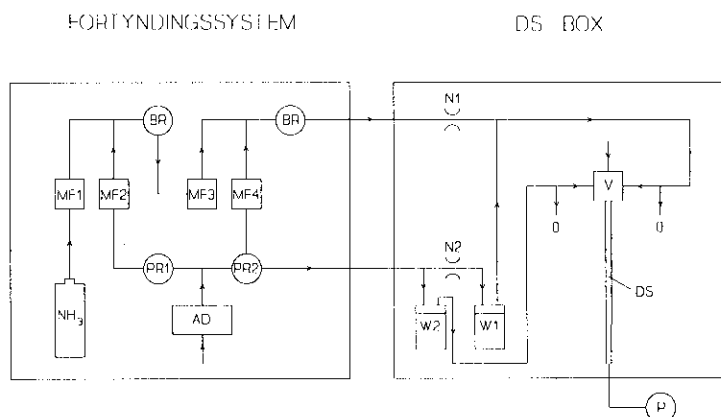 FORTYNDINGSSYSTEM
DS BOX
BR
BR
N1
MF1
MF2
MF3
MF4
V
0
0
N2
PR1
PR2
DS
NH3
AD
W2
W1
P